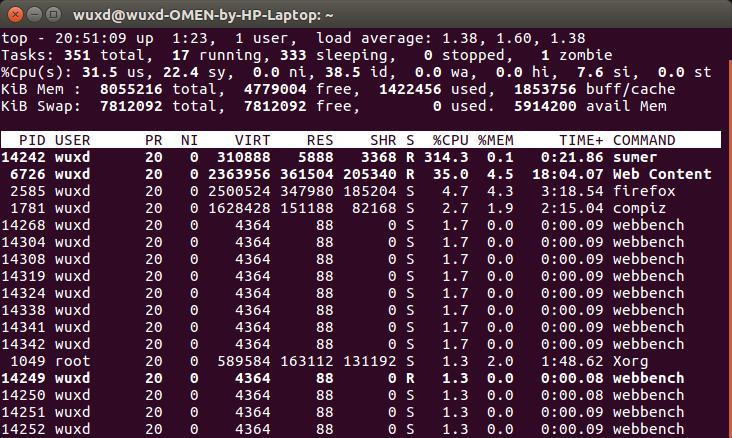 wuxd@wuxd-OMEN-by-HP-Laptop: ~
top - 20:51:09 up  1:23,  1 user,  load average: 1.38, 1.60, 1.38
Tasks: 351 total,  17 running, 333 sleeping,   0 stopped,   1 zombie
%Cpu(s): 31.5 us, 22.4 sy,  0.0 ni, 38.5 id,  0.0 wa,  0.0 hi,  7.6 si,  0.0 st
KiB Mem :  8055216 total,  4779004 free,  1422456 used,  1853756 buff/cache
KiB Swap:  7812092 total,  7812092 free,        0 used.  5914200 avail Mem
  PID USER      PR  NI    VIRT    RES    SHR S  %CPU %MEM     TIME+ COMMAND
14242 wuxd      20   0  310888   5888   3368 R 314.3  0.1   0:21.86 sumer
 6726 wuxd      20   0 2363956 361504 205340 R  35.0  4.5  18:04.07 Web Content
 2585 wuxd      20   0 2500524 347980 185204 S   4.7  4.3   3:18.54 firefox
 1781 wuxd      20   0 1628428 151188  82168 S   2.7  1.9   2:15.04 compiz
14268 wuxd      20   0    4364     88      0 S   1.7  0.0   0:00.09 webbench
14304 wuxd      20   0    4364     88      0 S   1.7  0.0   0:00.09 webbench
14308 wuxd      20   0    4364     88      0 S   1.7  0.0   0:00.09 webbench
14319 wuxd      20   0    4364     88      0 S   1.7  0.0   0:00.09 webbench
14324 wuxd      20   0    4364     88      0 S   1.7  0.0   0:00.09 webbench
14338 wuxd      20   0    4364     88      0 S   1.7  0.0   0:00.09 webbench
14341 wuxd      20   0    4364     88      0 S   1.7  0.0   0:00.09 webbench
14342 wuxd      20   0    4364     88      0 S   1.7  0.0   0:00.09 webbench
 1049 root      20   0  589584 163112 131192 S   1.3  2.0   1:48.62 Xorg
14249 wuxd      20   0    4364     88      0 R   1.3  0.0   0:00.08 webbench
14250 wuxd      20   0    4364     88      0 S   1.3  0.0   0:00.08 webbench
14251 wuxd      20   0    4364     88      0 S   1.3  0.0   0:00.09 webbench
14252 wuxd      20   0    4364     88      0 S   1.3  0.0   0:00.09 webbench